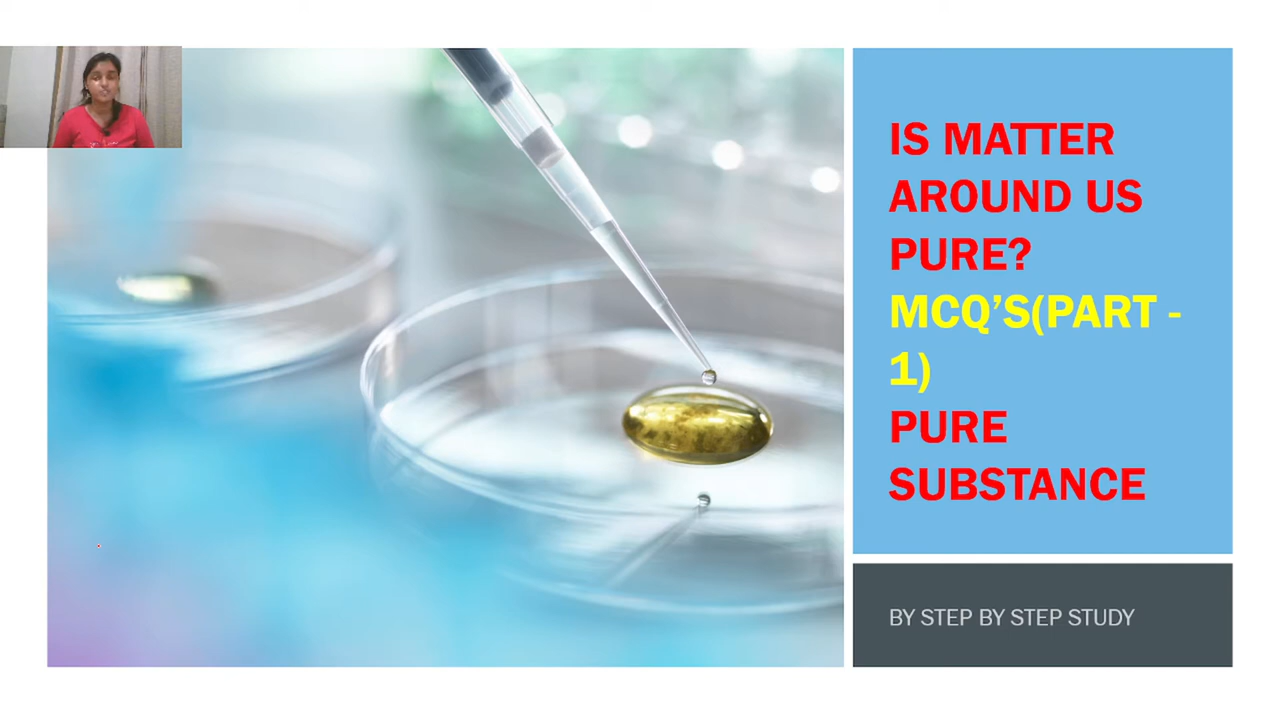 IS MATTER
AROUND US
PURE?
MCQ’S(PART -
1)
PURE
SUBSTANCE
BY STEP BY STEP STUDY